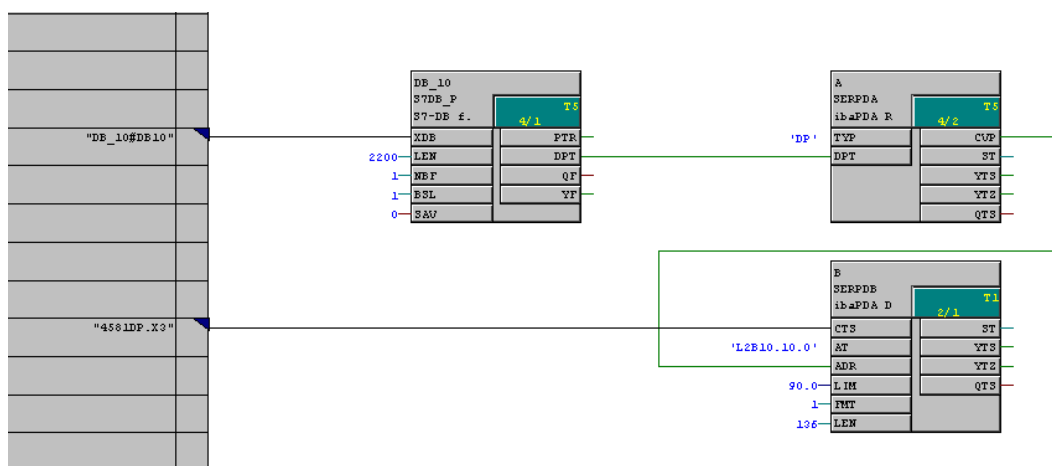 DB_10
S7DB_P
S7-DB f.
T5
4/1
"DB_10#DB10"
XDB
PTR
2200
LEN
DPT
1
NBF
QF
1
BSL
YF
0
SAV
A
SERPDA
ibaPDA R
T5
4/2
'DP'
TYP
CVP
DPT
ST
YTS
YTZ
QTS
B
SERPDB
ibaPDA D
T1
2/1
"4581DP.X3"
CTS
ST
'L2B10.10.0'
AT
YTS
ADR
YTZ
90.0
LIM
QTS
1
FMT
136
LEN